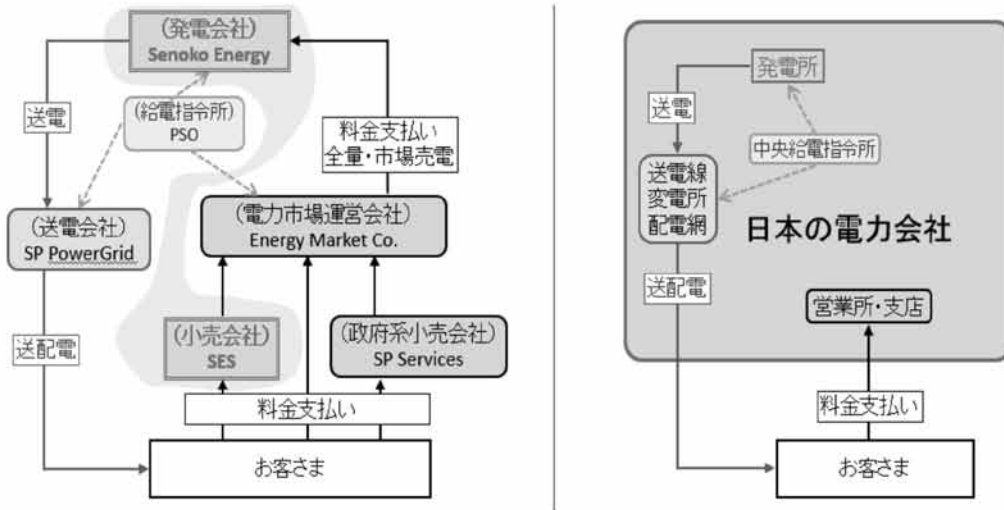 （発電会社）
Senoko Energy
送電
（給電指令所）
PSO
料金支払い
全量・市場売電
（送電会社）
SP PowerGrid
（電力市場運営会社）
Energy Market Co.
送配電
（小売会社）
SES
（政府系小売会社）
SP Services
料金支払い
お客さま
発電所
送電
中央給電指令所
送電線
変電所
配電網
日本の電力会社
送配電
営業所・支店
料金支払い
お客さま